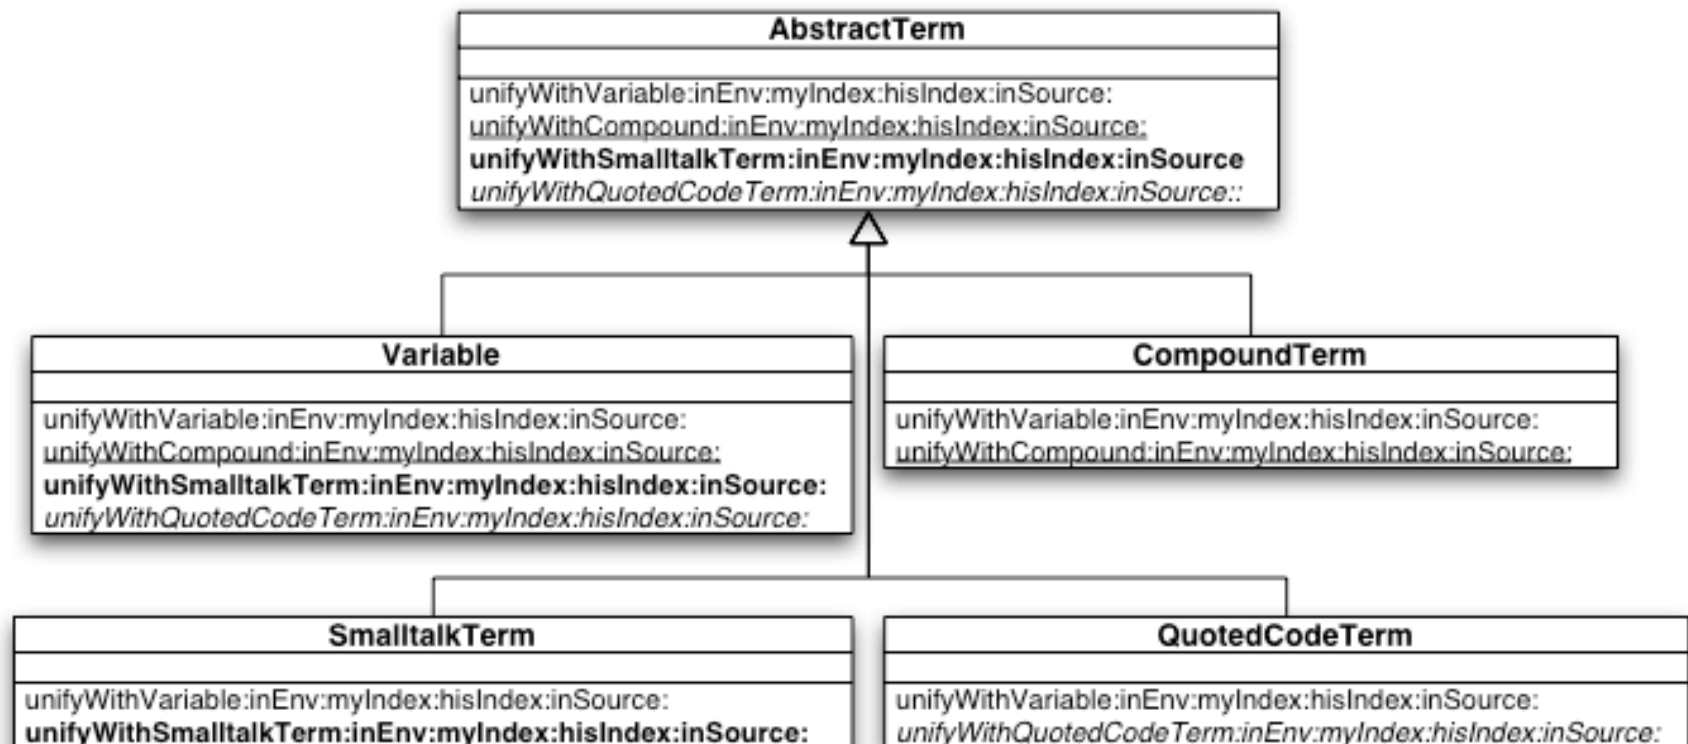 AbstractTerm
unifyWithVariable:inEnv:myIndex:hisIndex:inSource:
unifyWithCompound:inEnv:myIndex:hisIndex:inSource:
unifyWithSmalltalkTerm:inEnv:myIndex:hisIndex:inSource
unifyWithQuotedCodeTerm:inEnv:myIndex:hisIndex:inSource::
Variable
unifyWithVariable:inEnv:myIndex:hisIndex:inSource:
unifyWithCompound:inEnv:myIndex:hisIndex:inSource:
unifyWithSmalltalkTerm:inEnv:myIndex:hisIndex:inSource:
unifyWithQuotedCodeTerm:inEnv:myIndex:hisIndex:inSource:
CompoundTerm
unifyWithVariable:inEnv:myIndex:hisIndex:inSource:
unifyWithCompound:inEnv:myIndex:hisIndex:inSource:
SmalltalkTerm
unifyWithVariable:inEnv:myIndex:hisIndex:inSource:
unifyWithSmalltalkTerm:inEnv:myIndex:hisIndex:inSource:
QuotedCodeTerm
unifyWithVariable:inEnv:myIndex:hisIndex:inSource:
unifyWithQuotedCodeTerm:inEnv:myIndex:hisIndex:inSource: